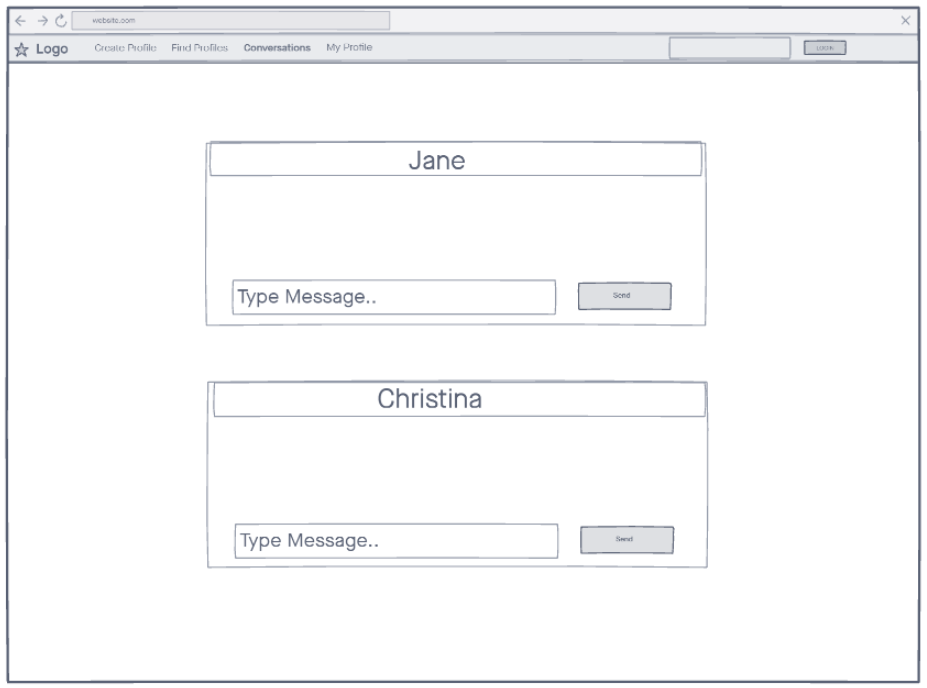 website.com
Logo Create Profile Find Profiles Conversations My Profile LOGIN
Jane
Type Message.. Send
Christina
Type Message.. Send